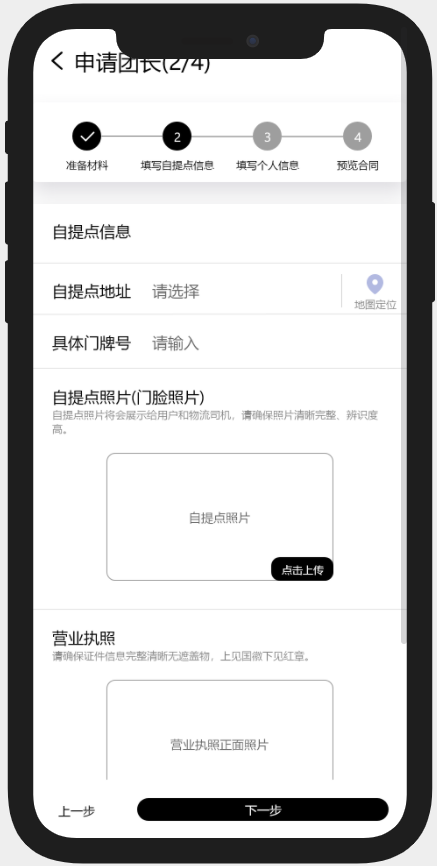 申请团长(2/4)
2
3
4
准备材料
填写自提点信息
填写个人信息
预览合同
自提点信息
自提点地址
请选择
地图定位
具体门牌号
请输入
自提点照片(门脸照片)
自提点照片将会展示给用户和物流司机，请确保照片清晰完整、辨识度
高。
自提点照片
点击上传
营业执照
请确保证件信息完整清晰无遮盖物，上见国徽下见红章。
营业执照正面照片
上一步
下一步